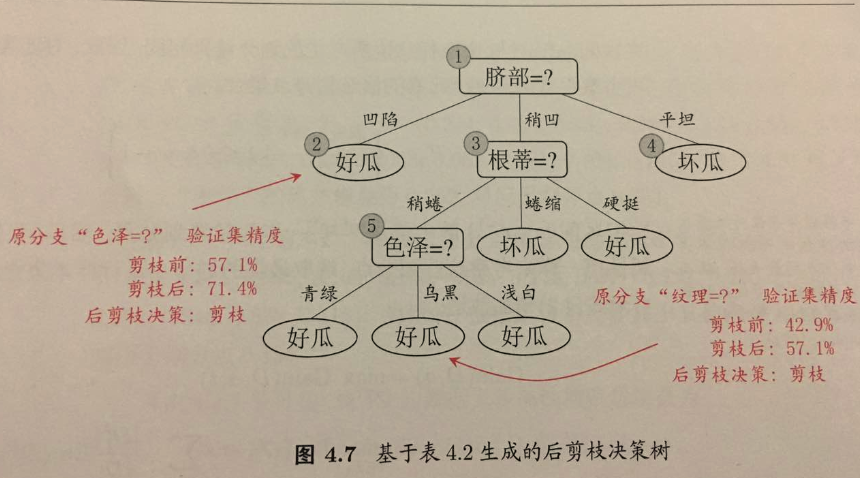 ① 脐部=?
凹陷 稍凹 平坦
② 好瓜 ③ 根蒂=? ④ 坏瓜
稍蜷 蜷缩 硬挺
⑤ 色泽=? 坏瓜 好瓜
原分支“色泽=?” 验证集精度
剪枝前: 57.1%
剪枝后: 71.4%
后剪枝决策: 剪枝
青绿 乌黑 浅白
好瓜 好瓜 好瓜
原分支“纹理=?” 验证集精度
剪枝前: 42.9%
剪枝后: 57.1%
后剪枝决策: 剪枝
图 4.7 基于表 4.2 生成的后剪枝决策树